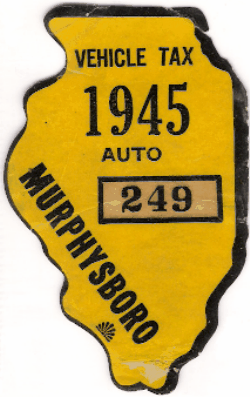 VEHICLE TAX
1945
AUTO
249
MURPHYSBORO